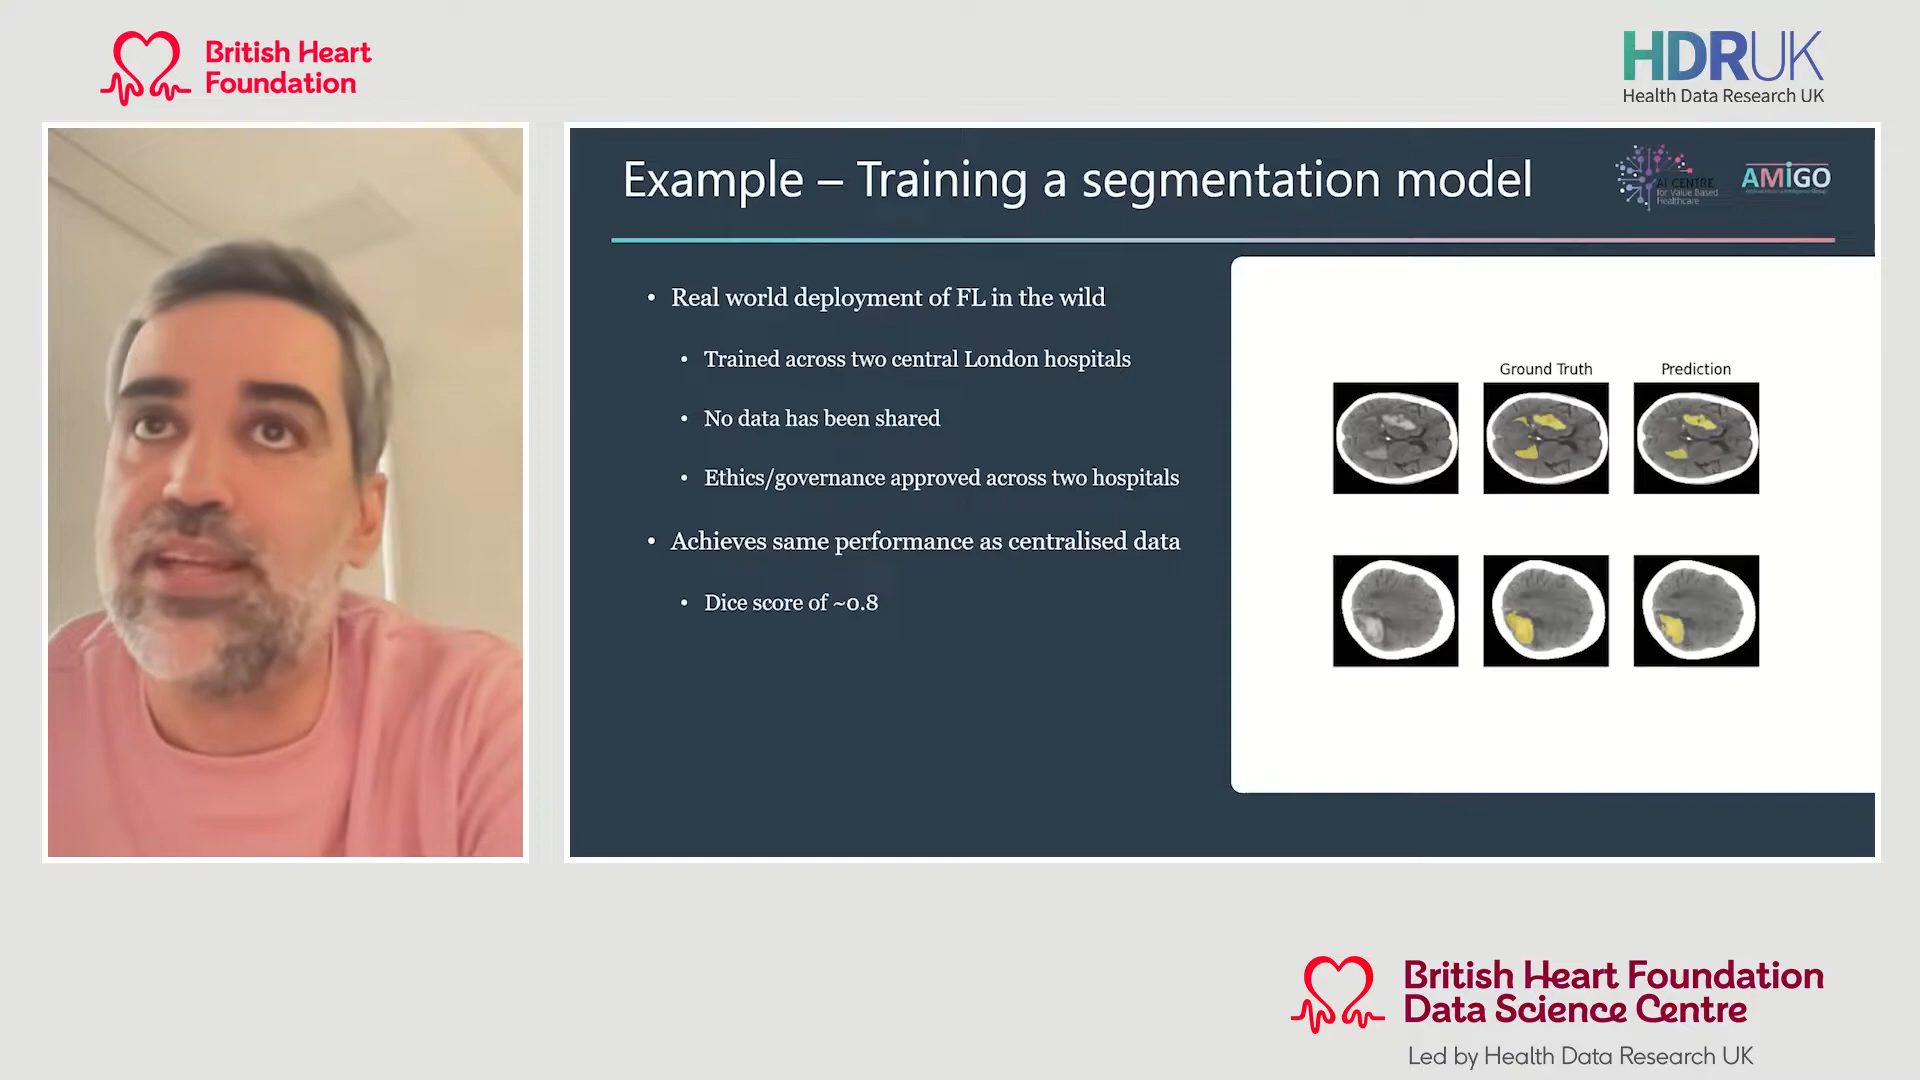 British Heart
Foundation
HDRUK
Health Data Research UK
Example – Training a segmentation model
AI CENTRE
for Value Based
Healthcare
AMIGO
• Real world deployment of FL in the wild
• Trained across two central London hospitals
• No data has been shared
• Ethics/governance approved across two hospitals
• Achieves same performance as centralised data
• Dice score of ~0.8
Ground Truth
Prediction
British Heart Foundation
Data Science Centre
Led by Health Data Research UK